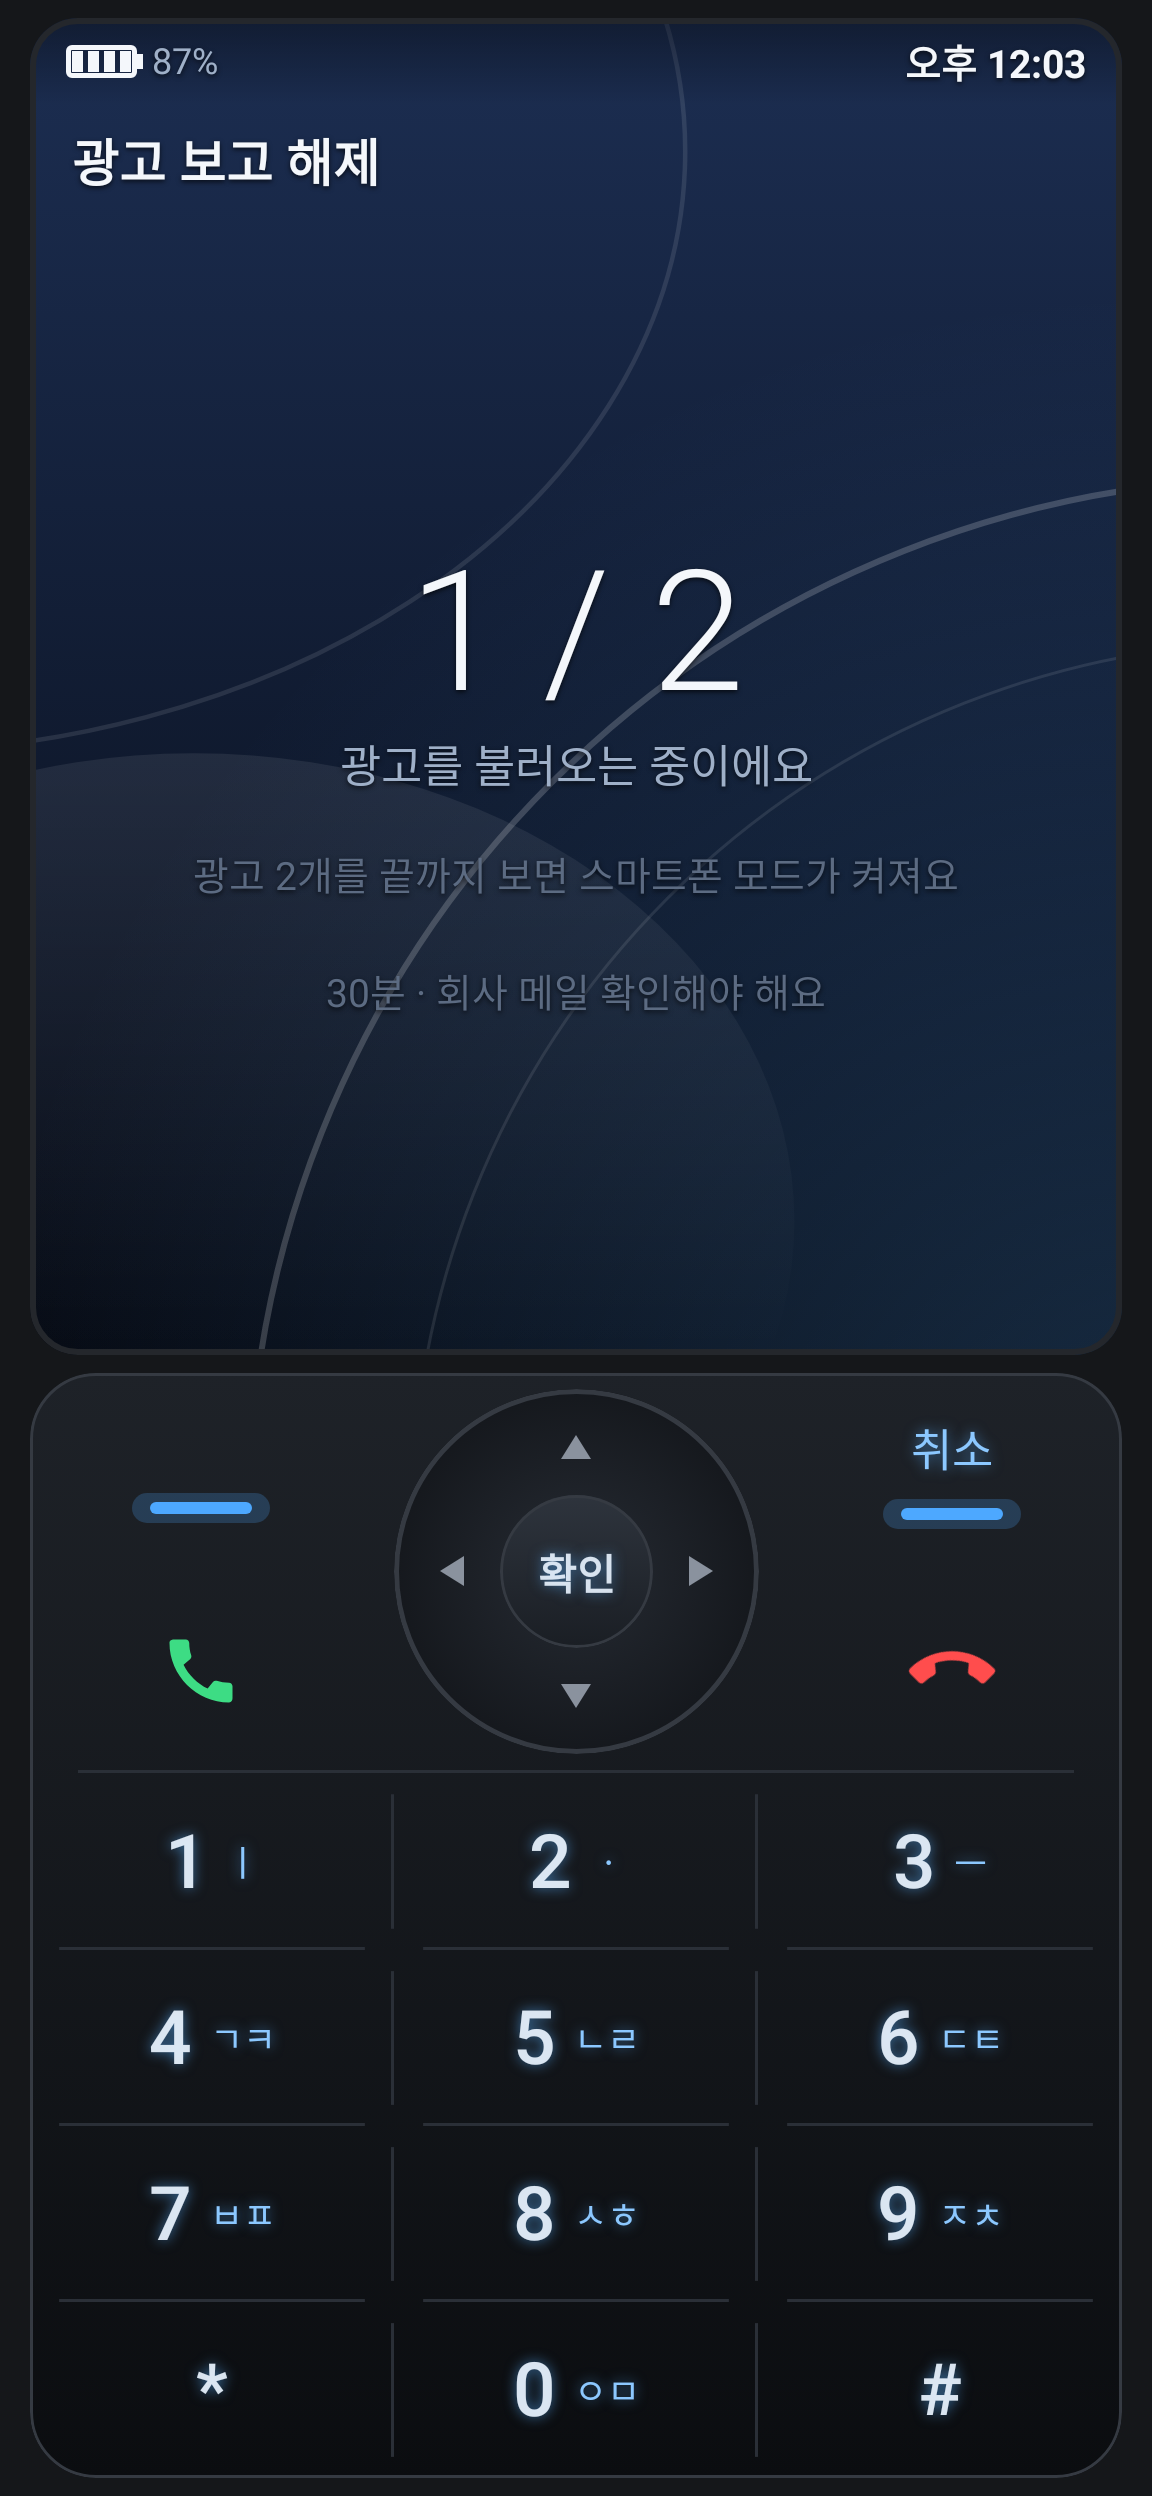 87%
오후 12:03
광고 보고 해제
1 / 2
광고를 불러오는 중이에요
광고 2개를 끝까지 보면 스마트폰 모드가 켜져요
30분 · 회사 메일 확인해야 해요
취소
확인
1 ㅣ
2 ·
3 ㅡ
4 ㄱㅋ
5 ㄴㄹ
6 ㄷㅌ
7 ㅂㅍ
8 ㅅㅎ
9 ㅈㅊ
*
0 ㅇㅁ
#